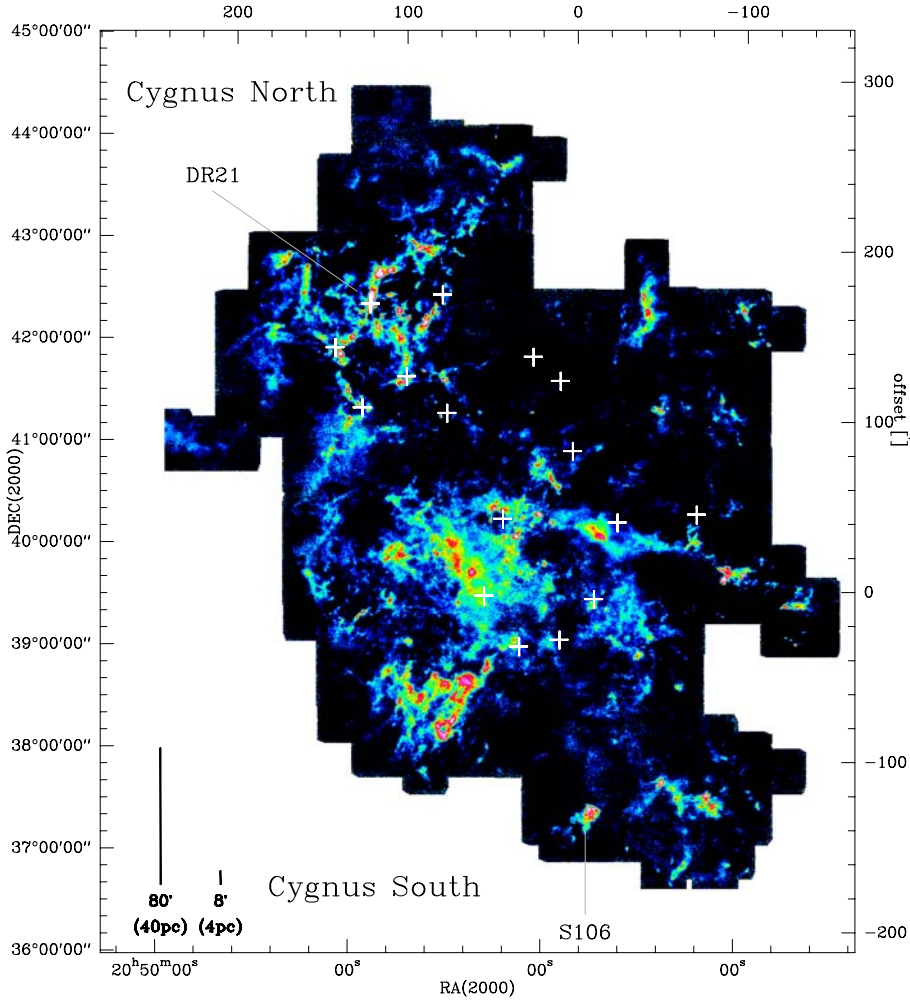 200 100 0 −100
45°00′00″
Cygnus North
300
44°00′00″
DR21
43°00′00″
200
42°00′00″
offset [′]
100
41°00′00″
DEC(2000)
40°00′00″
0
39°00′00″
38°00′00″
−100
37°00′00″
80′ 8′
(40pc) (4pc)
Cygnus South
S106
−200
36°00′00″
20h50m00s 00s 00s 00s
RA(2000)